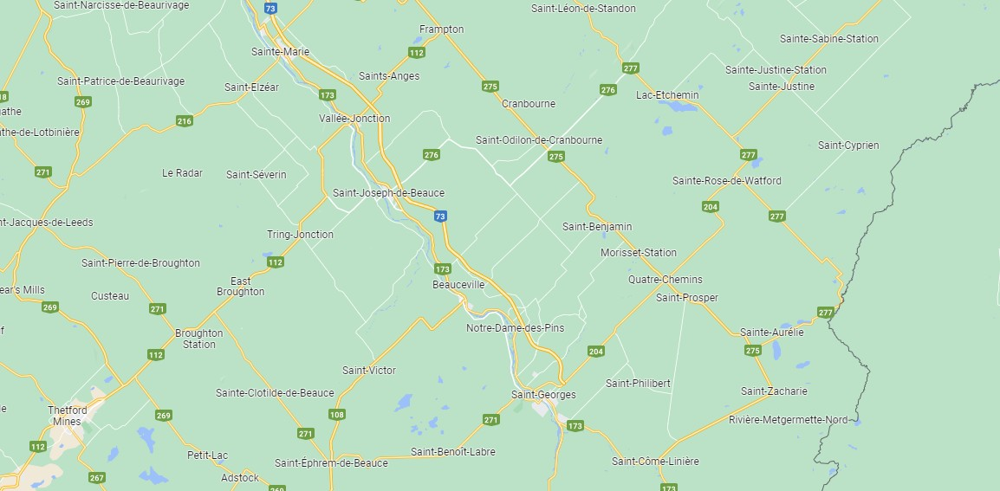 Saint-Narcisse-de-Beaurivage
73
Saint-Léon-de-Standon
Frampton
Sainte-Sabine-Station
Sainte-Marie
112
277
Saint-Patrice-de-Beaurivage
Saint-Elzéar
Saints-Anges
275
276
Saint-Justine-Station
Sainte-Justine
18
269
173
Lac-Etchemin
Cranbourne
athe
216
Vallée-Jonction
the-de-Lotbinière
Saint-Odilon-de-Cranbourne
Saint-Cyprien
276
275
277
271
Le Radar
Saint-Séverin
Sainte-Rose-de-Watford
Saint-Joseph-de-Beauce
204
73
277
nt-Jacques-de-Leeds
Saint-Benjamin
Tring-Jonction
Morisset-Station
Saint-Pierre-de-Broughton
112
173
Quatre-Chemins
East
Broughton
Beauceville
ear's Mills
Custeau
Saint-Prosper
269
271
277
f
Broughton
Station
Notre-Dame-des-Pins
Sainte-Aurélie
112
204
275
Saint-Victor
Saint-Philibert
Sainte-Clotilde-de-Beauce
Saint-Georges
Saint-Zacharie
le
Thetford
Mines
269
108
271
173
Rivière-Metgermette-Nord
271
112
Petit-Lac
Saint-Benoît-Labre
Saint-Éphrem-de-Beauce
Saint-Côme-Linière
267
Adstock
269
173